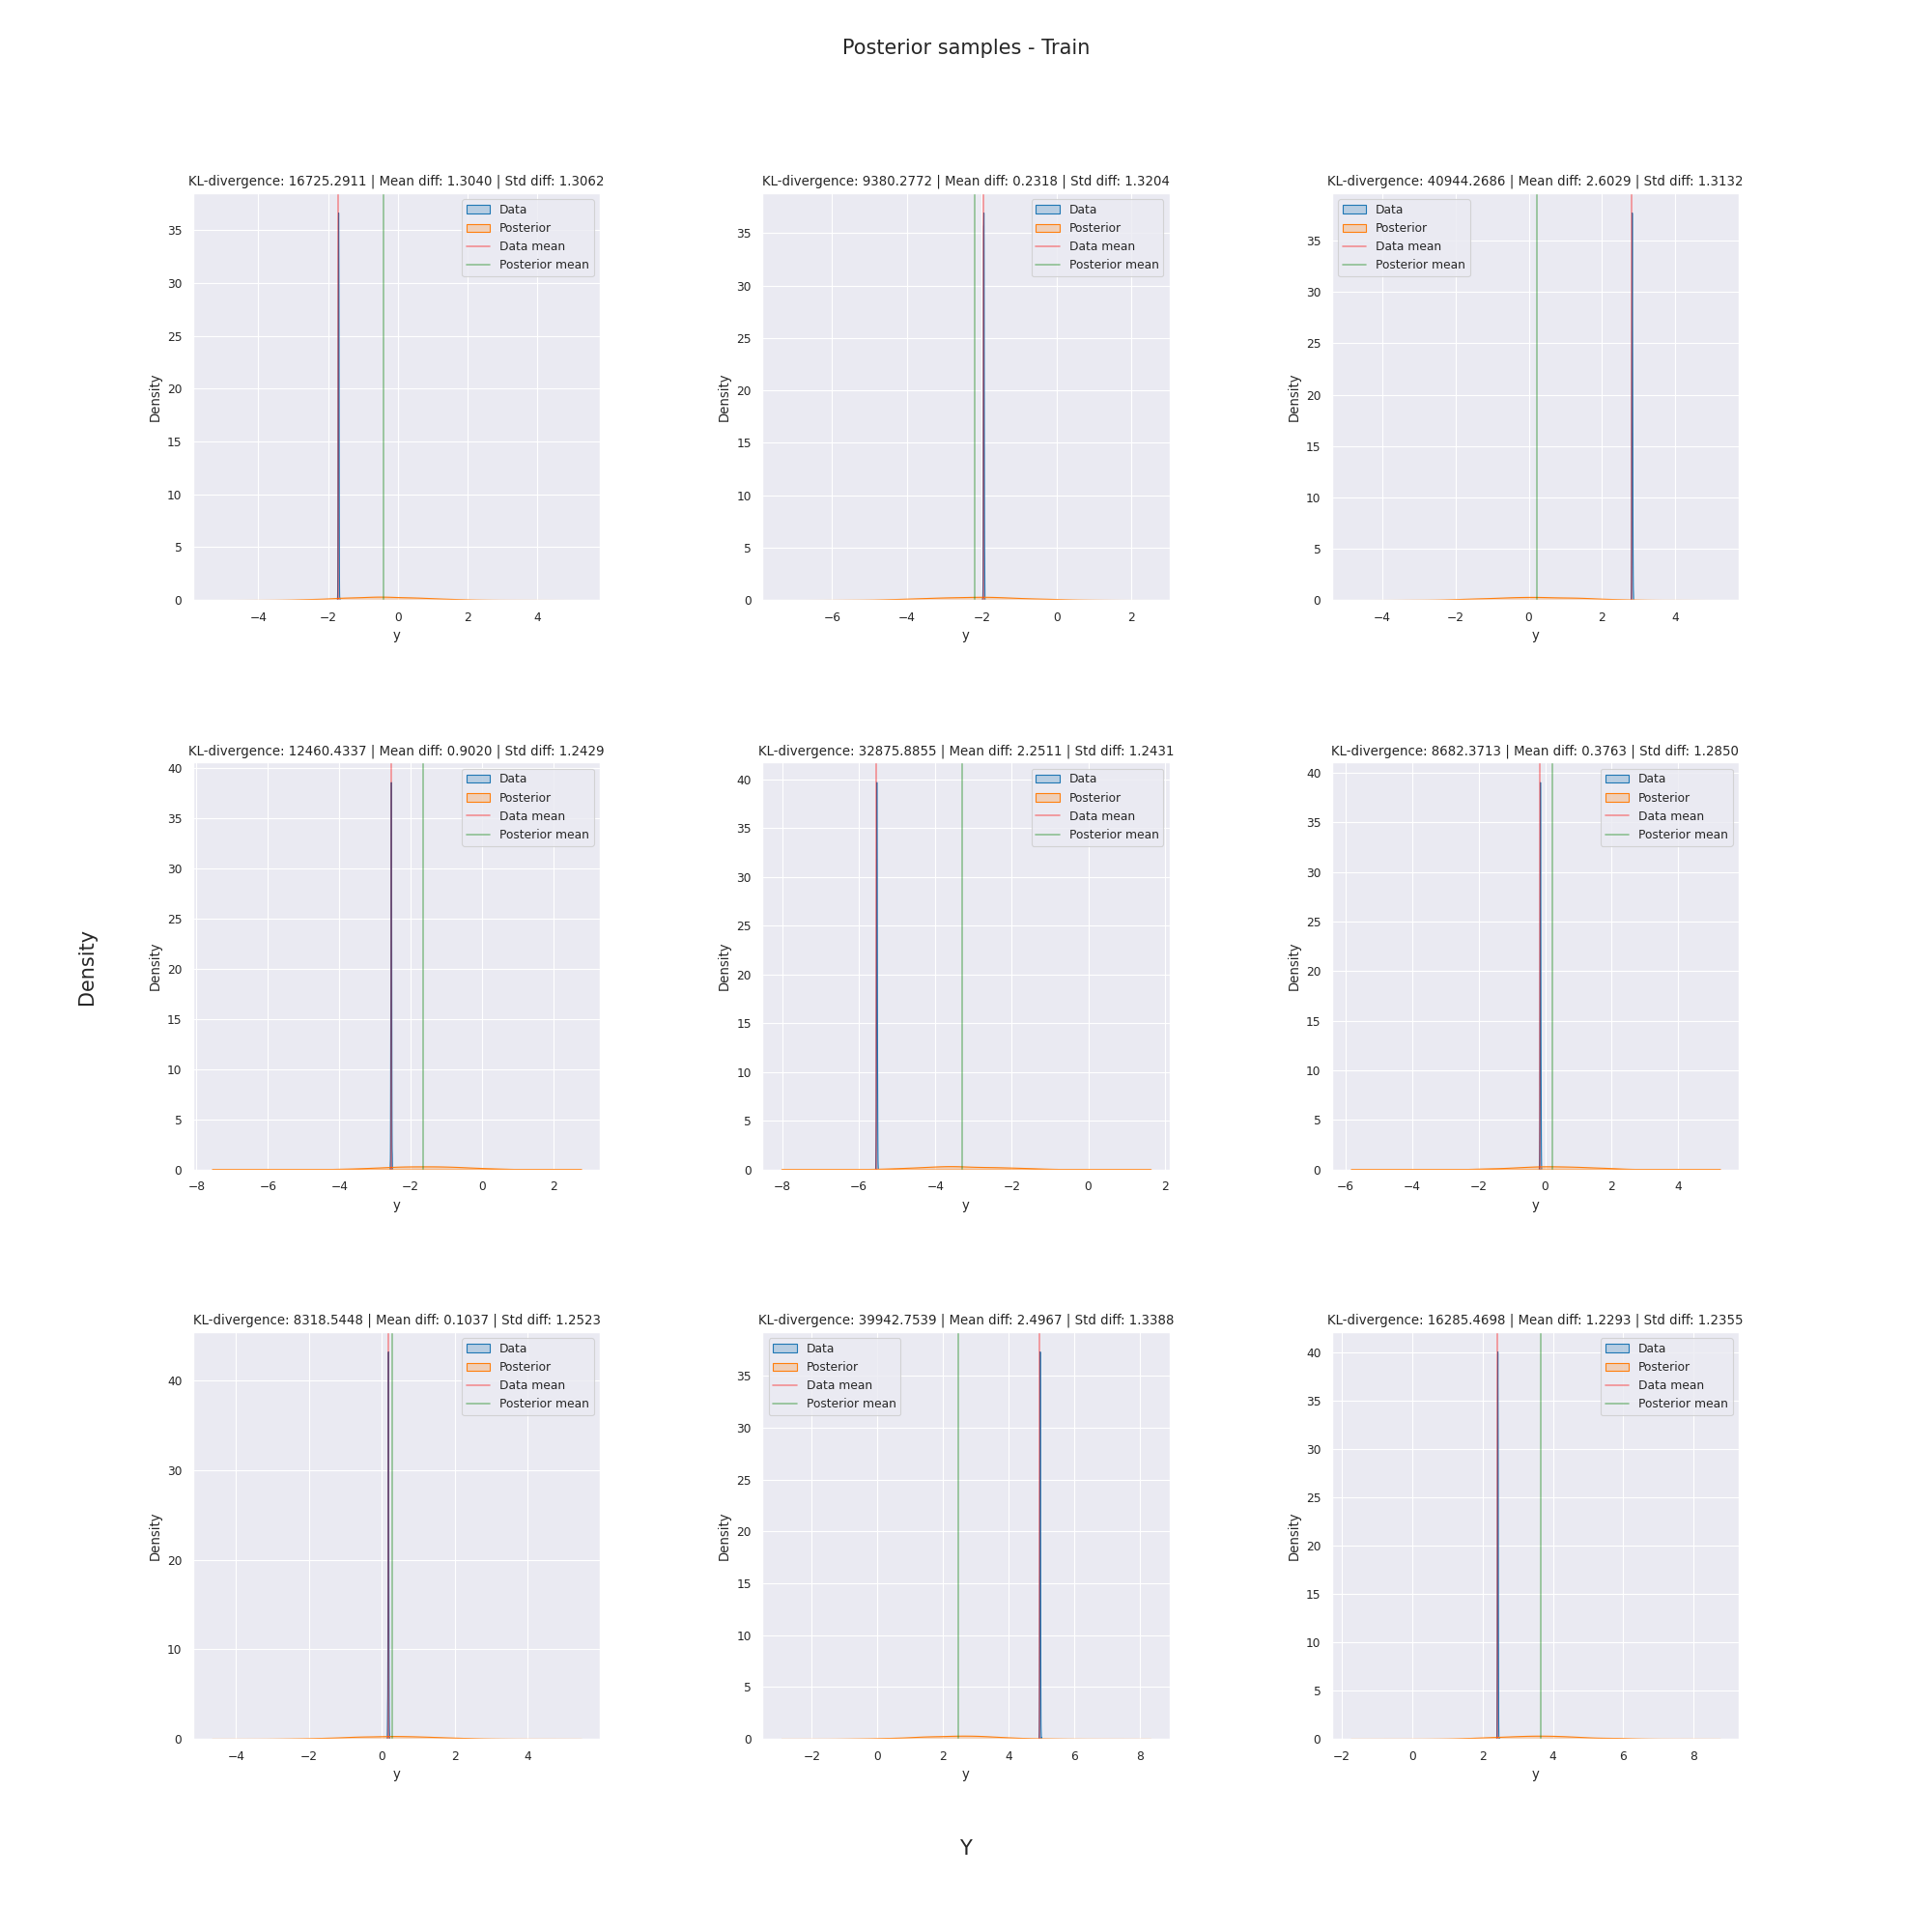 Posterior samples - Train
KL-divergence: 16725.2911 | Mean diff: 1.3040 | Std diff: 1.3062
Data
Posterior
Data mean
Posterior mean
35
30
25
20
15
10
5
0
Density
−4
−2
0
2
4
y
KL-divergence: 9380.2772 | Mean diff: 0.2318 | Std diff: 1.3204
Data
Posterior
Data mean
Posterior mean
35
30
25
20
15
10
5
0
Density
−6
−4
−2
0
2
y
KL-divergence: 40944.2686 | Mean diff: 2.6029 | Std diff: 1.3132
Data
Posterior
Data mean
Posterior mean
35
30
25
20
15
10
5
0
Density
−4
−2
0
2
4
y
KL-divergence: 12460.4337 | Mean diff: 0.9020 | Std diff: 1.2429
Data
Posterior
Data mean
Posterior mean
40
35
30
25
20
15
10
5
0
Density
−8
−6
−4
−2
0
2
y
KL-divergence: 32875.8855 | Mean diff: 2.2511 | Std diff: 1.2431
Data
Posterior
Data mean
Posterior mean
40
35
30
25
20
15
10
5
0
Density
−8
−6
−4
−2
0
2
y
KL-divergence: 8682.3713 | Mean diff: 0.3763 | Std diff: 1.2850
Data
Posterior
Data mean
Posterior mean
40
35
30
25
20
15
10
5
0
Density
−6
−4
−2
0
2
4
y
Density
KL-divergence: 8318.5448 | Mean diff: 0.1037 | Std diff: 1.2523
Data
Posterior
Data mean
Posterior mean
40
30
20
10
0
Density
−4
−2
0
2
4
y
KL-divergence: 39942.7539 | Mean diff: 2.4967 | Std diff: 1.3388
Data
Posterior
Data mean
Posterior mean
35
30
25
20
15
10
5
0
Density
−2
0
2
4
6
8
y
KL-divergence: 16285.4698 | Mean diff: 1.2293 | Std diff: 1.2355
Data
Posterior
Data mean
Posterior mean
40
35
30
25
20
15
10
5
0
Density
−2
0
2
4
6
8
y
Y